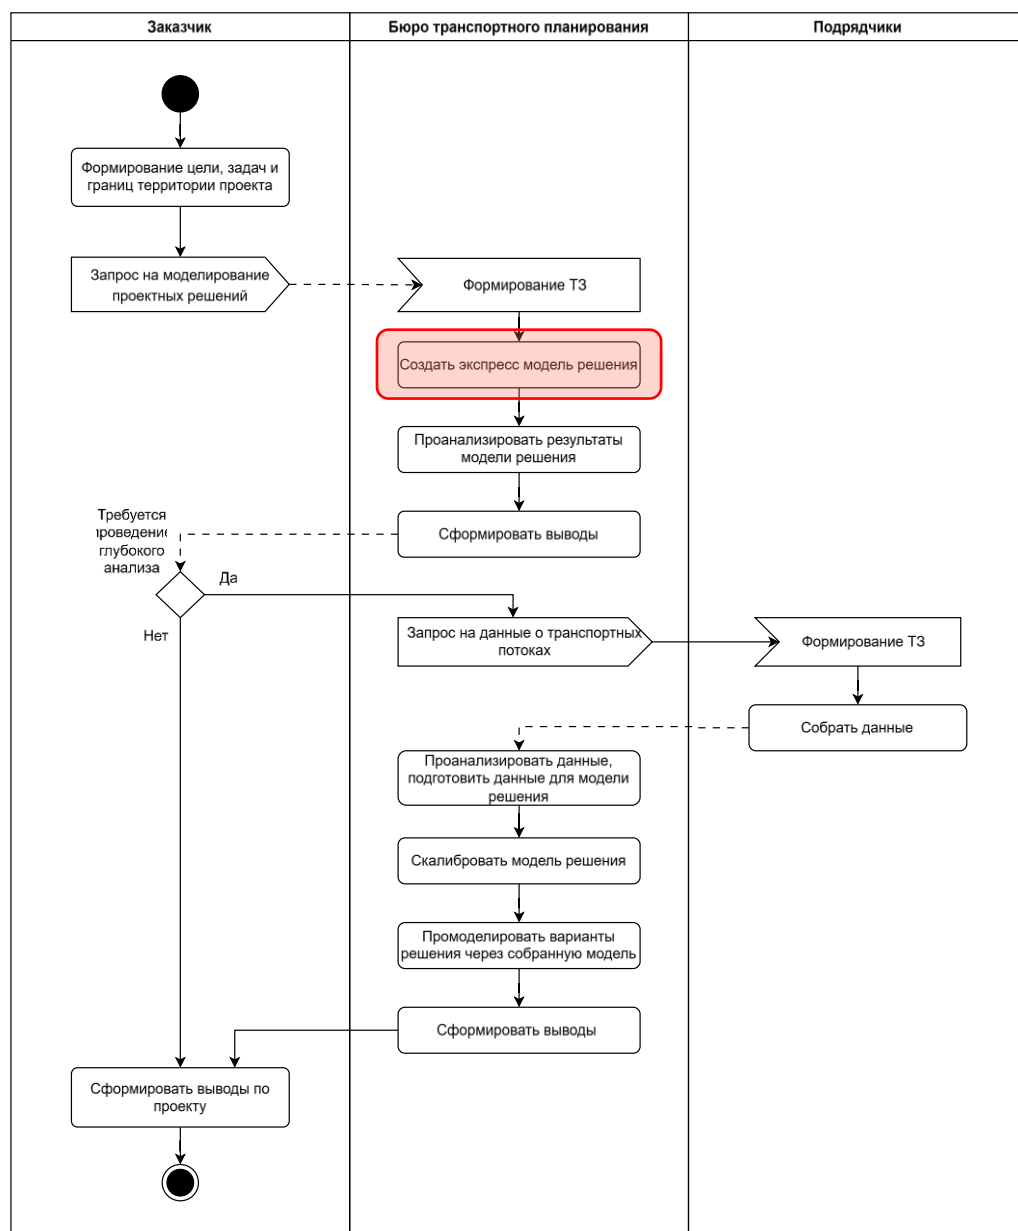 Заказчик
Бюро транспортного планирования
Подрядчики
Формирование цели, задач и
границ территории проекта
Запрос на моделирование
проектных решений
Формирование ТЗ
Создать экспресс модель решения
Проанализировать результаты
модели решения
Сформировать выводы
Требуется
проведение
глубокого
анализа
Да
Нет
Запрос на данные о транспортных
потоках
Формирование ТЗ
Собрать данные
Проанализировать данные,
подготовить данные для модели
решения
Скалибровать модель решения
Промоделировать варианты
решения через собранную модель
Сформировать выводы
Сформировать выводы по
проекту